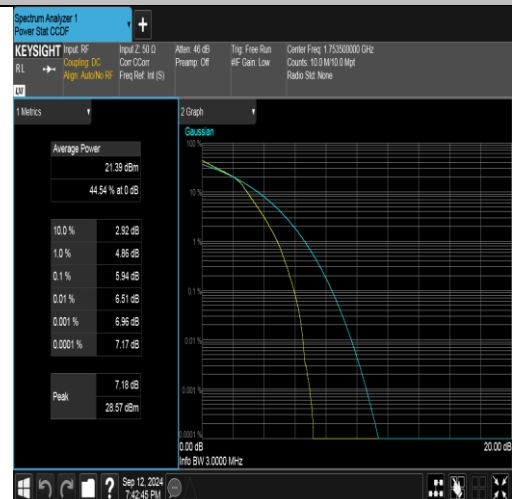 Spectrum Analyzer 1
Power Stat CCDF
+
KEYSIGHT
RL
Input: RF
Coupling: DC
Align: Auto/No RF
Input Z: 50 Ω
Corr CCorr
Freq Ref: Int (S)
Atten: 46 dB
Preamp: Off
Trig: Free Run
#IF Gain: Low
Center Freq: 1.753500000 GHz
Counts: 10.0 M/10.0 Mpt
Radio Std: None
1 Metrics
Average Power
21.39 dBm
44.54 % at 0 dB
10.0 % 2.92 dB
1.0 % 4.86 dB
0.1 % 5.94 dB
0.01 % 6.51 dB
0.001 % 6.96 dB
0.0001 % 7.17 dB
Peak
7.18 dB
28.57 dBm
2 Graph
Gaussian
100 %
10 %
1 %
0.1 %
0.01 %
0.001 %
0.0001 %
0.00 dB 20.00 dB
Info BW 3.0000 MHz
?
Sep 12, 2024
7:42:45 PM